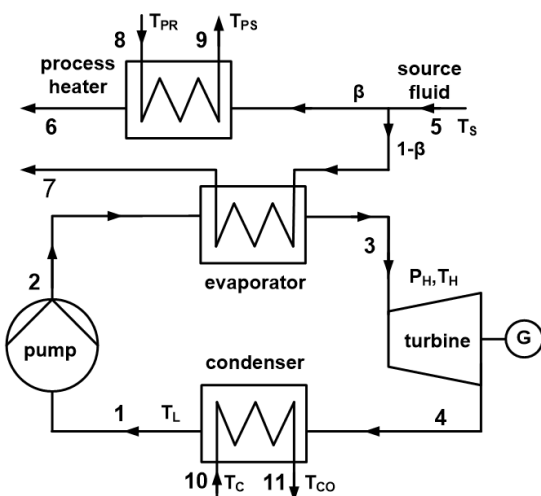 T_PR T_PS
8 9
process
heater
source
fluid
β
6
5 T_S
1-β
7
3
2
evaporator
P_H,T_H
pump
condenser
turbine
G
1 T_L
4
10 T_C 11 T_CO